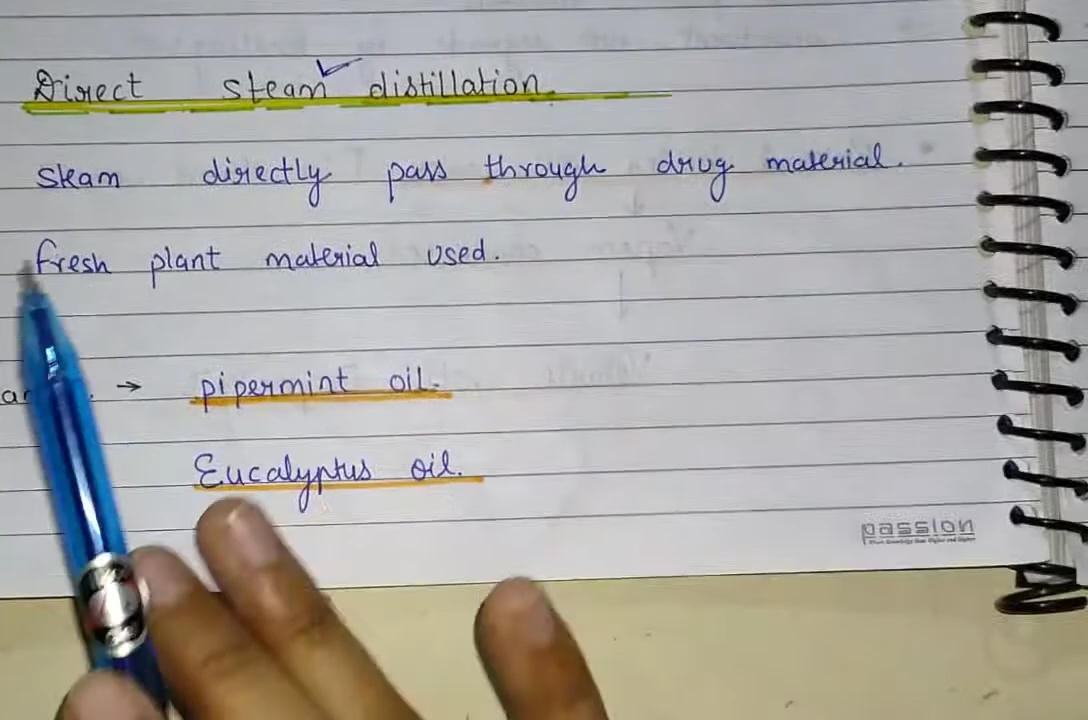 Direct steam distillation.
steam directly pass through drug material.
fresh plant material used.
→ pipermint oil.
Eucalyptus oil.
passion